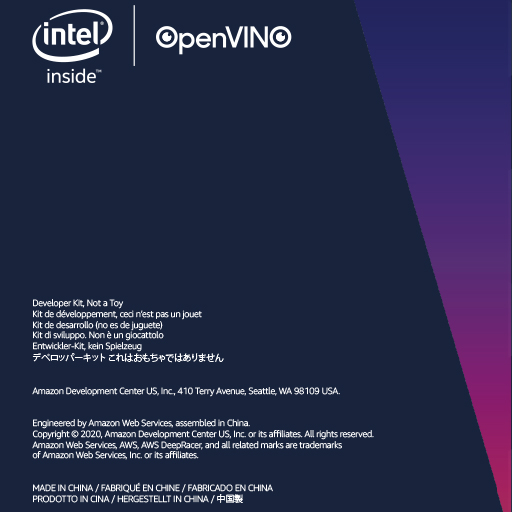 intel®
inside™
OpenVINO
Developer Kit, Not a Toy
Kit de développement, ceci n'est pas un jouet
Kit de desarrollo (no es de juguete)
Kit di sviluppo. Non è un giocattolo
Entwickler-Kit, kein Spielzeug
デベロッパーキット これはおもちゃではありません
Amazon Development Center US, Inc., 410 Terry Avenue, Seattle, WA 98109 USA.
Engineered by Amazon Web Services, assembled in China.
Copyright © 2020, Amazon Development Center US, Inc. or its affiliates. All rights reserved.
Amazon Web Services, AWS, AWS DeepRacer, and all related marks are trademarks
of Amazon Web Services, Inc. or its affiliates.
MADE IN CHINA / FABRIQUÉ EN CHINE / FABRICADO EN CHINA
PRODOTTO IN CINA / HERGESTELLT IN CHINA / 中国製